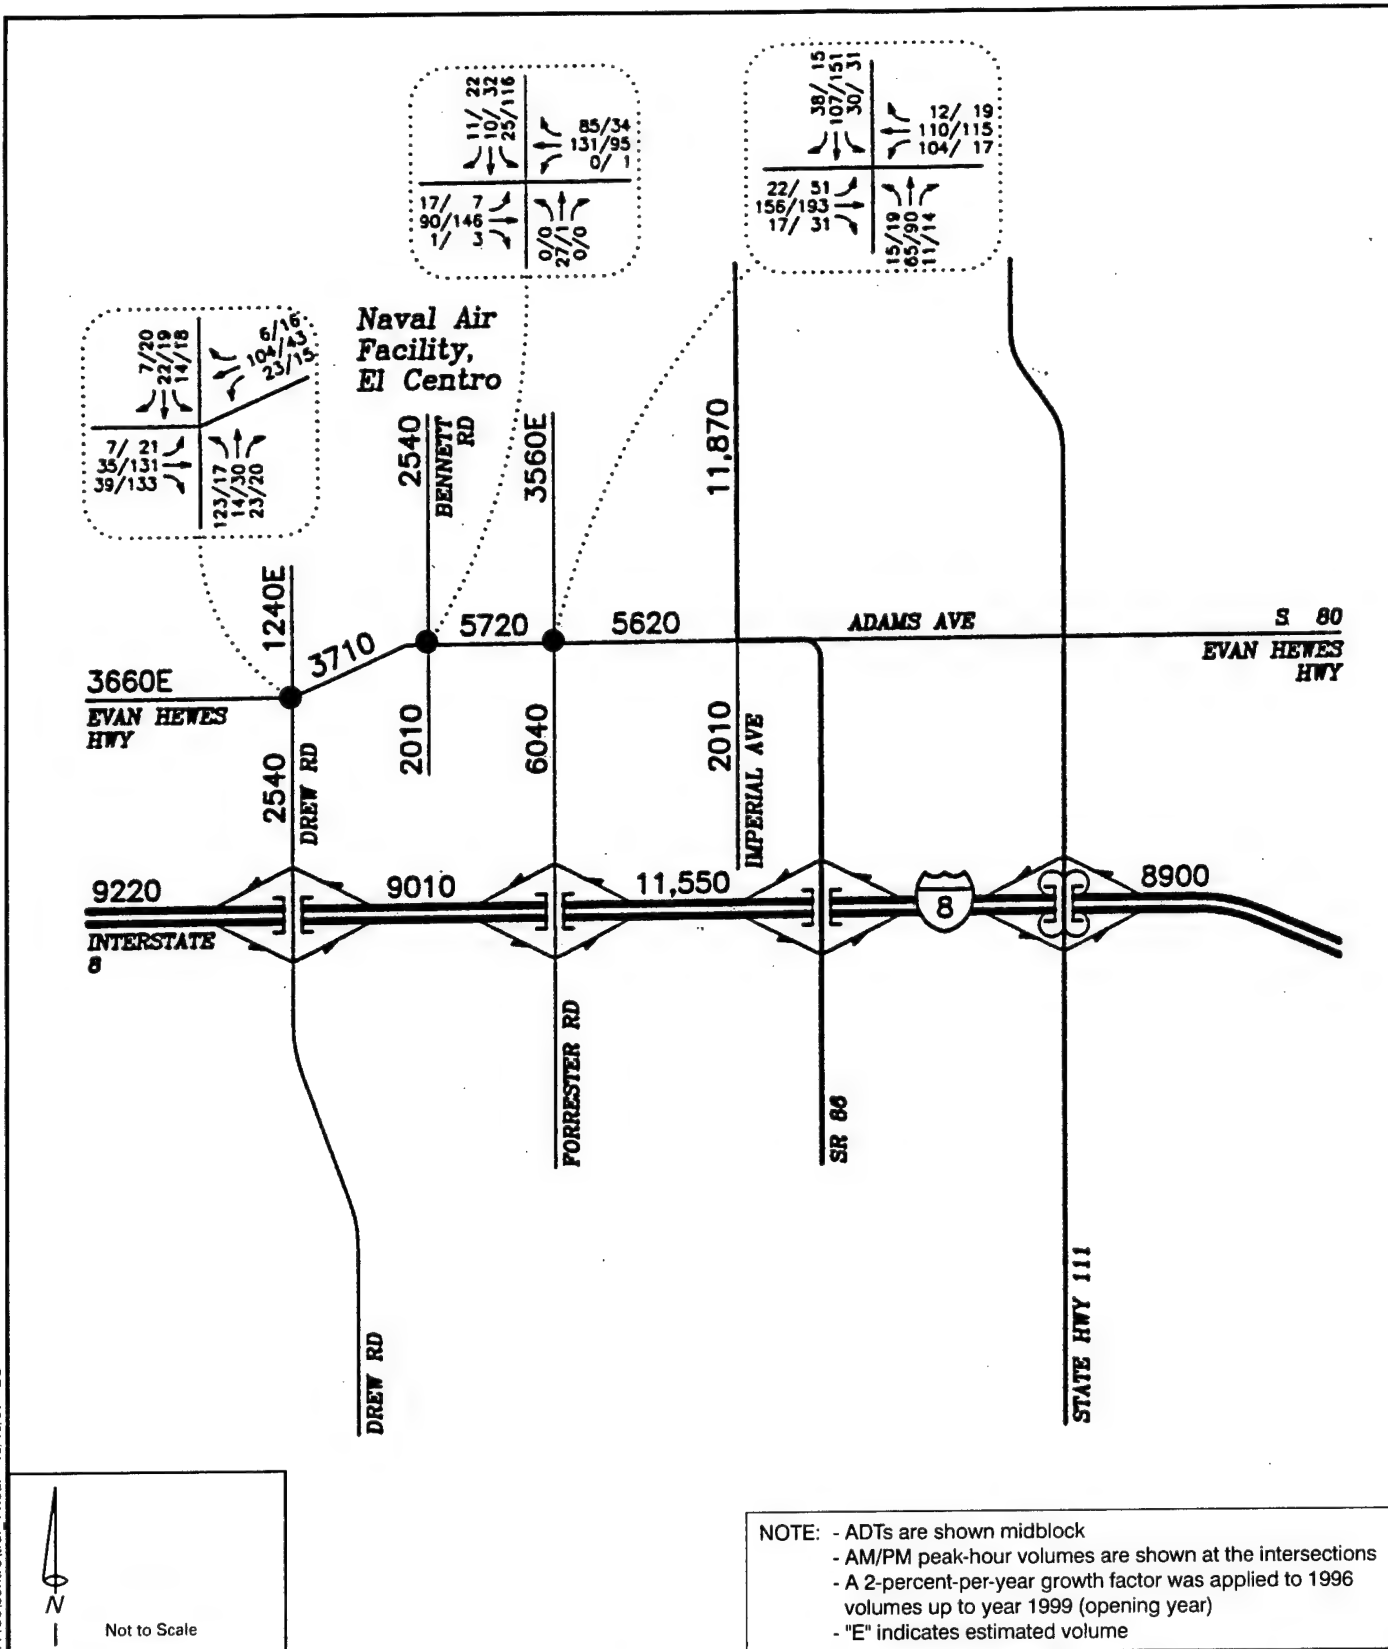 11/ 22
10/ 32
25/116
85/34
131/95
0/ 1
17/ 7
90/146
1/ 3
0/0
27/1
0/0
38/ 15
107/151
30/ 31
12/ 19
110/115
104/ 17
22/ 51
156/193
17/ 31
15/19
65/90
11/14
7/20
22/19
14/18
6/16
104/43
23/15
7/ 21
35/131
39/133
123/17
14/30
23/20
Naval Air
Facility,
El Centro
2540
BENNETT
RD
3560E
11,870
1240E
3710
5720
5620
ADAMS AVE
S 80
EVAN HEWES
HWY
3660E
EVAN HEWES
HWY
2540
DREW RD
2010
6040
2010
IMPERIAL AVE
9220
9010
11,550
8
8900
INTERSTATE
8
FORRESTER RD
SR 86
DREW RD
STATE HWY 111
N
Not to Scale
NOTE: - ADTs are shown midblock
- AM/PM peak-hour volumes are shown at the intersections
- A 2-percent-per-year growth factor was applied to 1996
volumes up to year 1999 (opening year)
- "E" indicates estimated volume